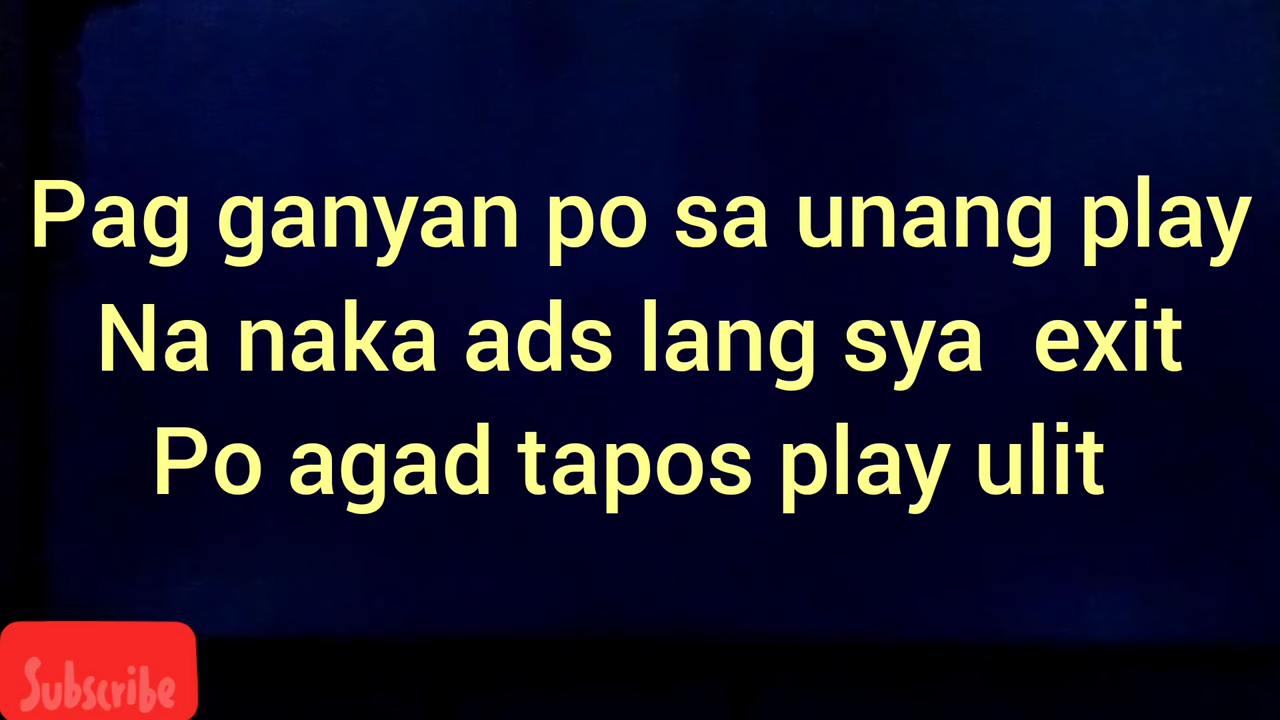 Pag ganyan po sa unang play
Na naka ads lang sya  exit
Po agad tapos play ulit
Subscribe